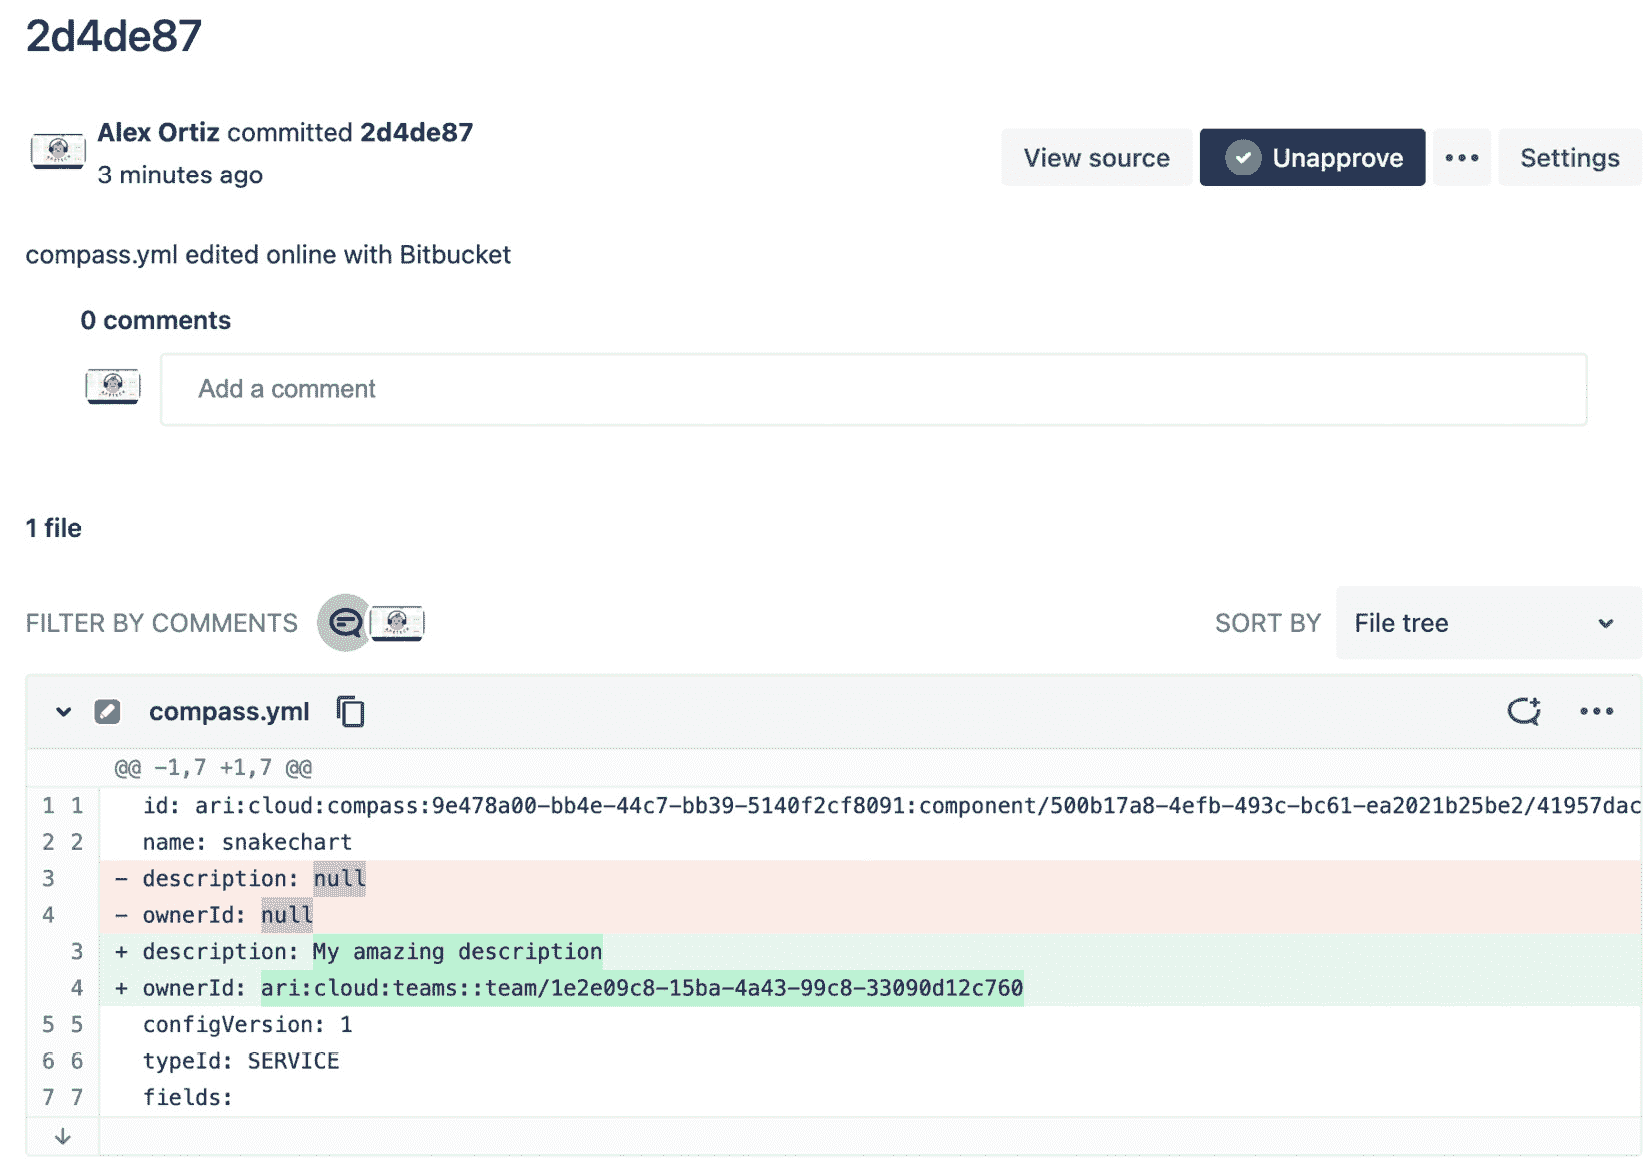 2d4de87
Alex Ortiz committed 2d4de87
3 minutes ago
View source
Unapprove
Settings
compass.yml edited online with Bitbucket
0 comments
Add a comment
1 file
FILTER BY COMMENTS
SORT BY
File tree
compass.yml
@@ -1,7 +1,7 @@
1 1 id: ari:cloud:compass:9e478a00-bb4e-44c7-bb39-5140f2cf8091:component/500b17a8-4efb-493c-bc61-ea2021b25be2/41957dac
2 2 name: snakechart
3 - description: null
4 - ownerId: null
3 + description: My amazing description
4 + ownerId: ari:cloud:teams::team/1e2e09c8-15ba-4a43-99c8-33090d12c760
5 5 configVersion: 1
6 6 typeId: SERVICE
7 7 fields: